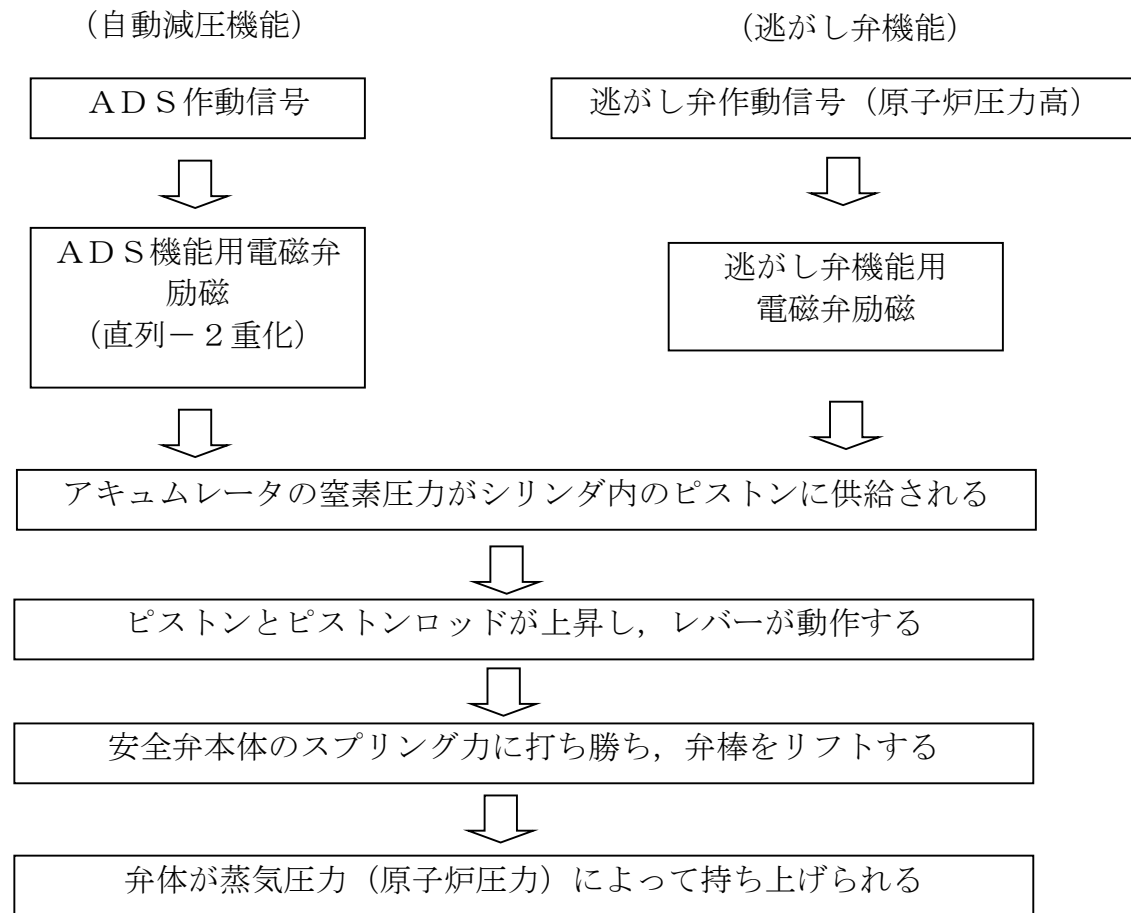 (自動減圧機能)
(逃がし弁機能)
ADS作動信号
逃がし弁作動信号(原子炉圧力高)
ADS機能用電磁弁
励磁
(直列-2重化)
逃がし弁機能用
電磁弁励磁
アキュムレータの窒素圧力がシリンダ内のピストンに供給される
ピストンとピストンロッドが上昇し,レバーが動作する
安全弁本体のスプリング力に打ち勝ち,弁棒をリフトする
弁体が蒸気圧力(原子炉圧力)によって持ち上げられる